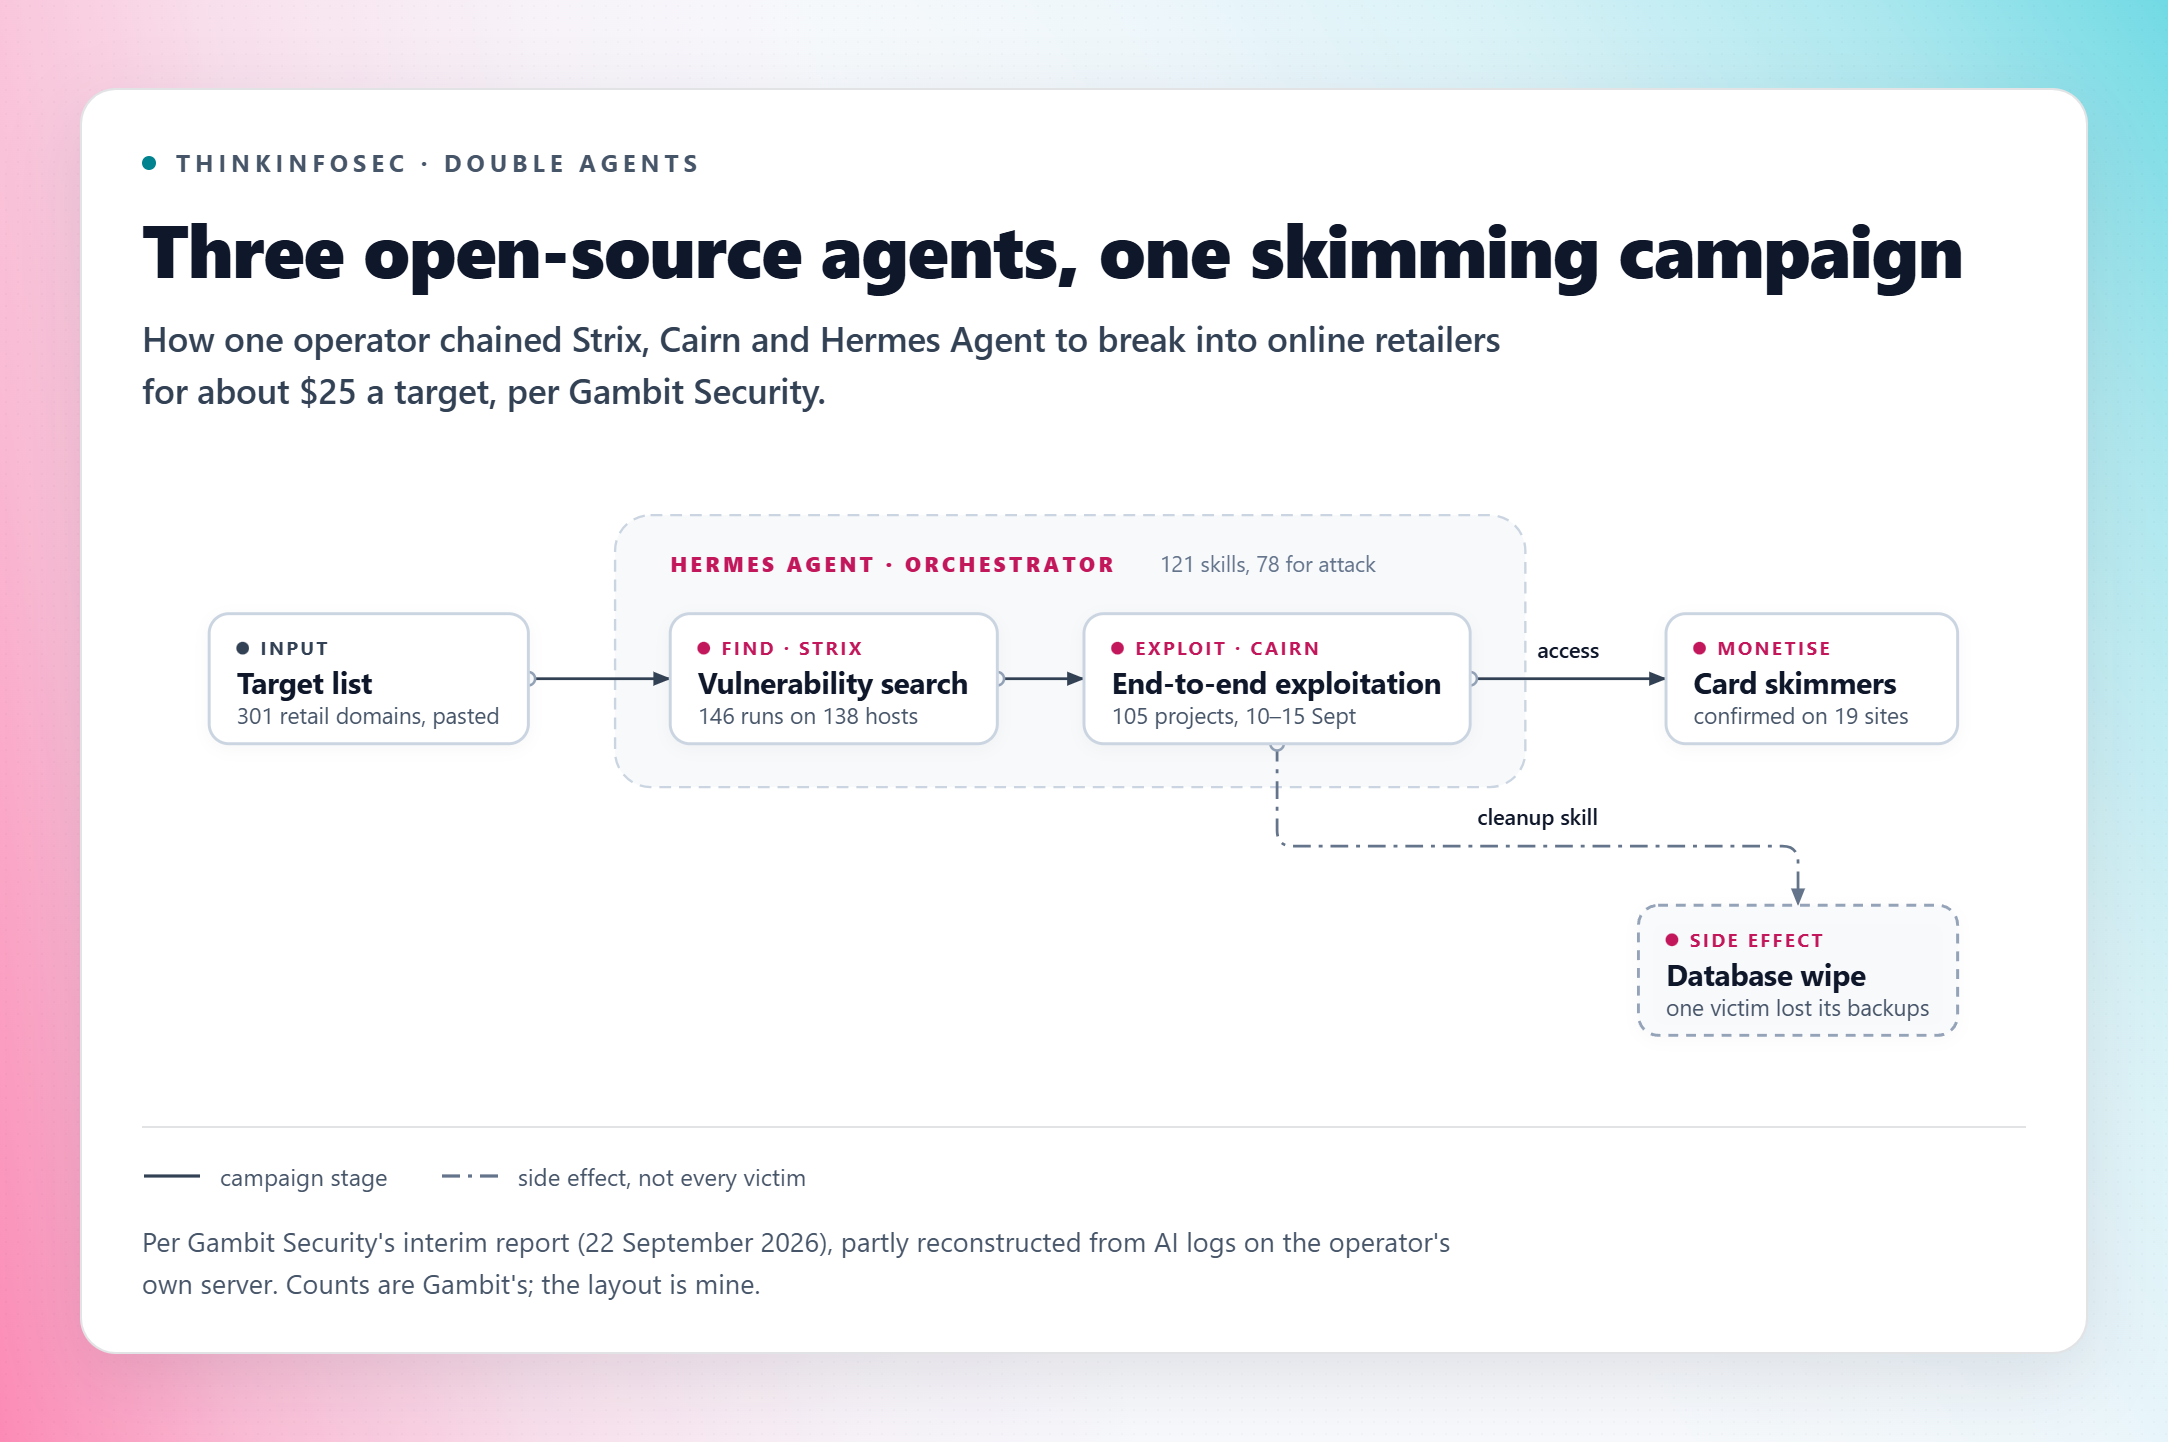 THINKINFOSEC · DOUBLE AGENTS
Three open-source agents, one skimming campaign
How one operator chained Strix, Cairn and Hermes Agent to break into online retailers
for about $25 a target, per Gambit Security.
HERMES AGENT · ORCHESTRATOR
121 skills, 78 for attack
INPUT
Target list
301 retail domains, pasted
FIND · STRIX
Vulnerability search
146 runs on 138 hosts
EXPLOIT · CAIRN
End-to-end exploitation
105 projects, 10–15 Sept
access
MONETISE
Card skimmers
confirmed on 19 sites
cleanup skill
SIDE EFFECT
Database wipe
one victim lost its backups
campaign stage
side effect, not every victim
Per Gambit Security's interim report (22 September 2026), partly reconstructed from AI logs on the operator's
own server. Counts are Gambit's; the layout is mine.